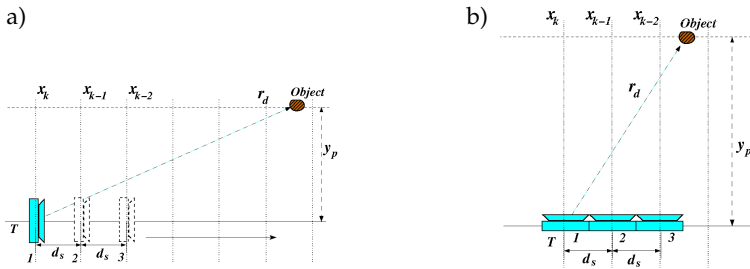 a)
x_k x_{k-1} x_{k-2}
r_d
Object
y_p
T
1 d_s 2 d_s 3
b)
x_k x_{k-1} x_{k-2}
Object
r_d
y_p
T 1 2 3
d_s d_s